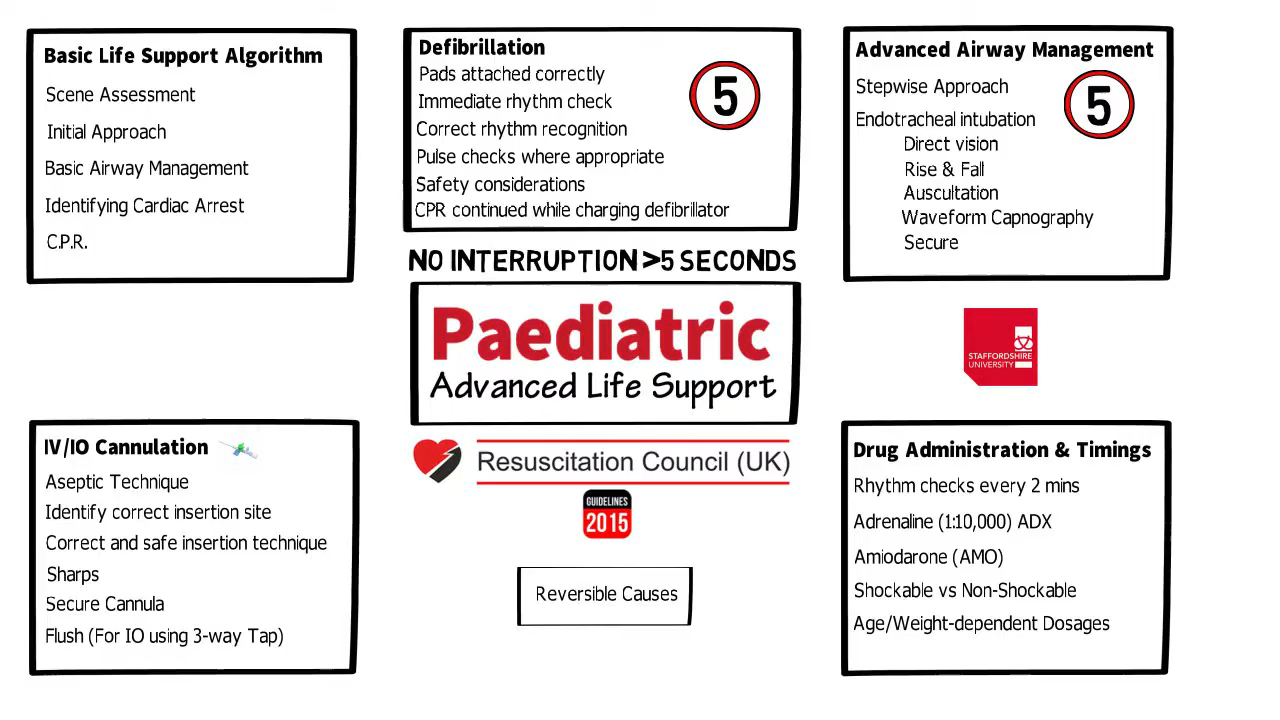 Basic Life Support Algorithm
Scene Assessment
Initial Approach
Basic Airway Management
Identifying Cardiac Arrest
C.P.R.
Defibrillation
Pads attached correctly
Immediate rhythm check
Correct rhythm recognition
Pulse checks where appropriate
Safety considerations
CPR continued while charging defibrillator
5
Advanced Airway Management
Stepwise Approach
Endotracheal intubation
Direct vision
Rise & Fall
Auscultation
Waveform Capnography
Secure
5
NO INTERRUPTION >5 SECONDS
Paediatric
Advanced Life Support
STAFFORDSHIRE
UNIVERSITY
Resuscitation Council (UK)
GUIDELINES
2015
Reversible Causes
IV/IO Cannulation
Aseptic Technique
Identify correct insertion site
Correct and safe insertion technique
Sharps
Secure Cannula
Flush (For IO using 3-way Tap)
Drug Administration & Timings
Rhythm checks every 2 mins
Adrenaline (1:10,000) ADX
Amiodarone (AMO)
Shockable vs Non-Shockable
Age/Weight-dependent Dosages